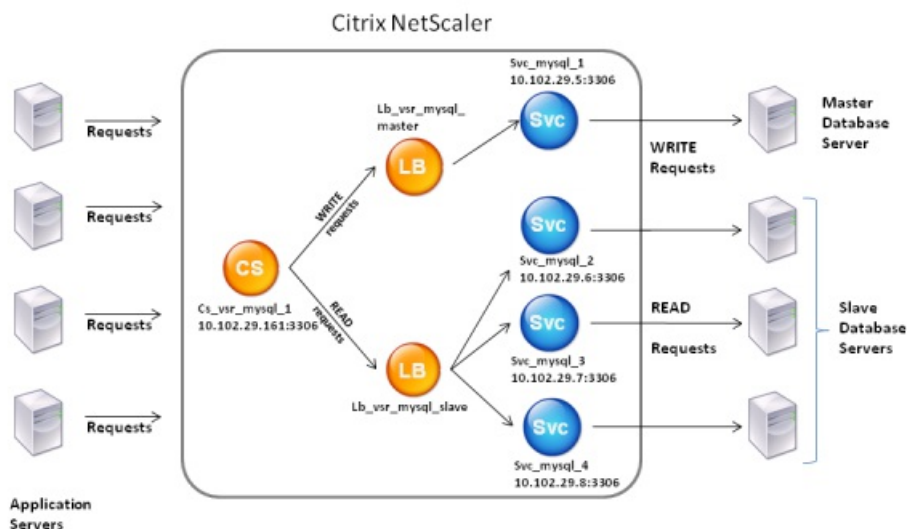 Citrix NetScaler
Svc_mysql_1
10.102.29.5:3306
Requests
Lb_vsr_mysql_
master
LB
Svc
WRITE
Requests
Master
Database
Server
Requests
WRITE
requests
Svc
Svc_mysql_2
10.102.29.6:3306
CS
Cs_vsr_mysql_1
10.102.29.161:3306
Requests
READ
requests
Svc
Svc_mysql_3
10.102.29.7:3306
READ
Requests
Slave
Database
Servers
LB
Lb_vsr_mysql_slave
Requests
Svc
Svc_mysql_4
10.102.29.8:3306
Application
Servers